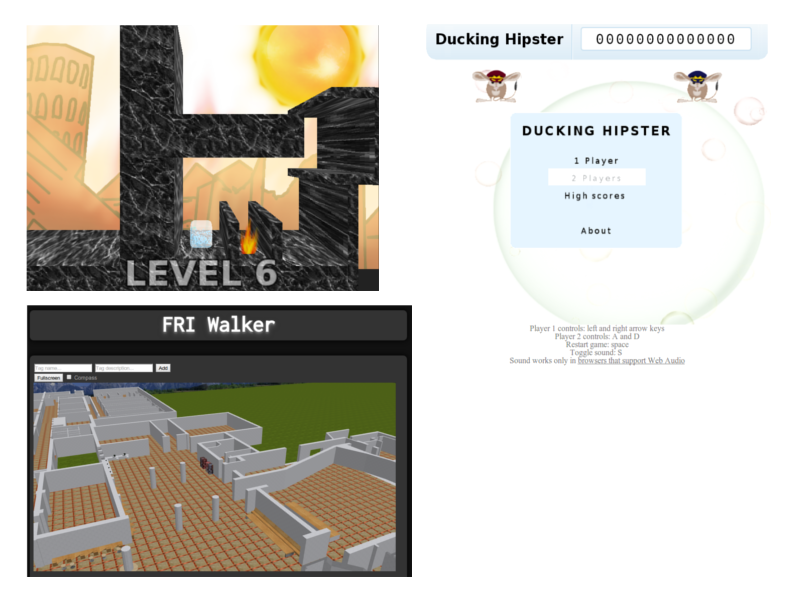 LEVEL 6
Ducking Hipster
00000000000000
DUCKING HIPSTER
1 Player
2 Players
High scores
About
Player 1 controls: left and right arrow keys
Player 2 controls: A and D
Restart game: space
Toggle sound: S
Sound works only in browsers that support Web Audio
FRI Walker
Tag name... Tag description... Add
Fullscreen Compass